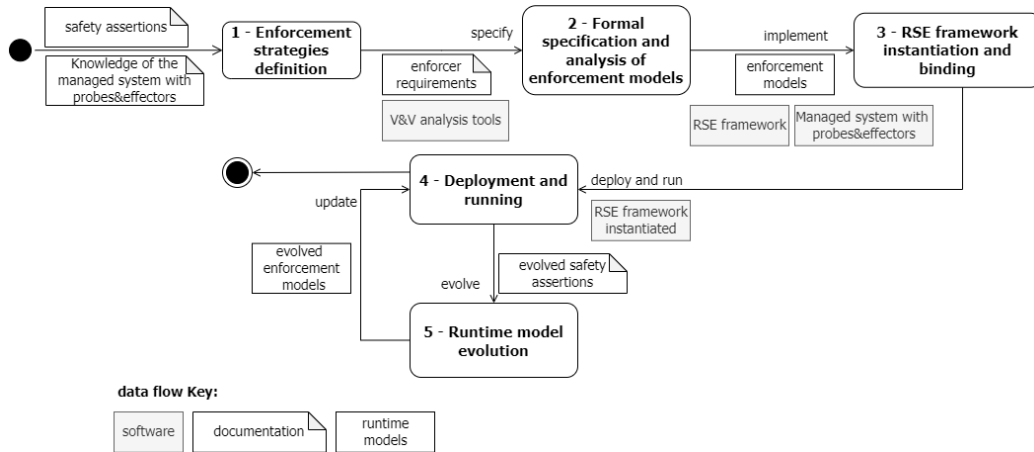 safety assertions
Knowledge of the
managed system with
probes&effectors
1 - Enforcement
strategies
definition
specify
enforcer
requirements
V&V analysis tools
2 - Formal
specification and
analysis of
enforcement models
implement
enforcement
models
RSE framework
Managed system with
probes&effectors
3 - RSE framework
instantiation and
binding
4 - Deployment and
running
deploy and run
RSE framework
instantiated
update
evolved
enforcement
models
evolve
evolved safety
assertions
5 - Runtime model
evolution
data flow Key:
software
documentation
runtime
models